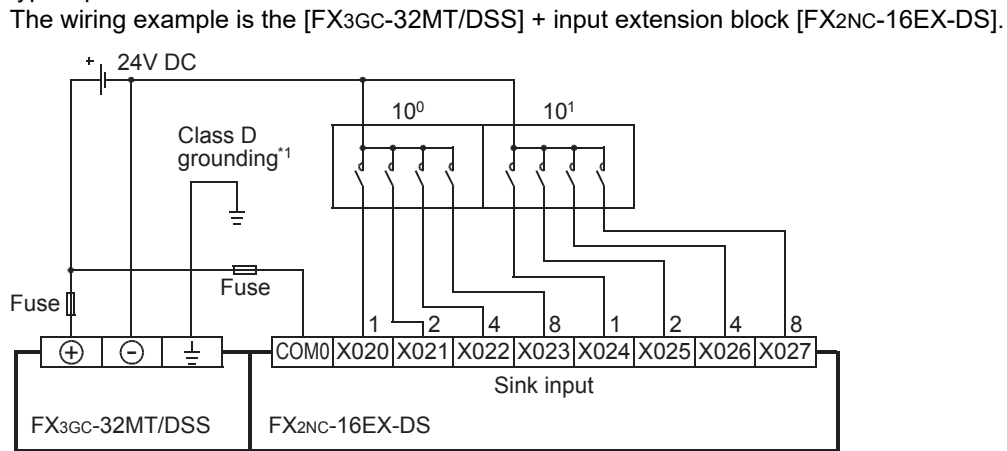 The wiring example is the [FX3GC-32MT/DSS] + input extension block [FX2NC-16EX-DS].
+ 24V DC
10⁰ 10¹
Class D
grounding*1
Fuse
Fuse
1 2 4 8 1 2 4 8
+ - COM0 X020 X021 X022 X023 X024 X025 X026 X027
Sink input
FX3GC-32MT/DSS FX2NC-16EX-DS